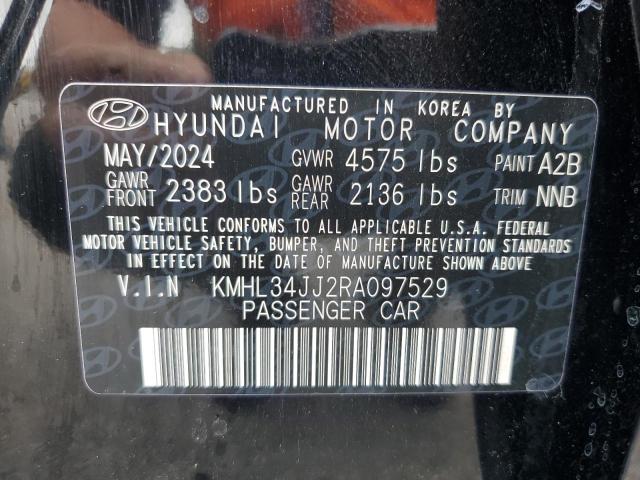 MANUFACTURED IN KOREA BY
HYUNDAI MOTOR COMPANY
MAY/2024 GVWR 4575 lbs PAINT A2B
GAWR FRONT 2383 lbs GAWR REAR 2136 lbs TRIM NNB
THIS VEHICLE CONFORMS TO ALL APPLICABLE U.S.A. FEDERAL
MOTOR VEHICLE SAFETY, BUMPER, AND THEFT PREVENTION STANDARDS
IN EFFECT ON THE DATE OF MANUFACTURE SHOWN ABOVE.
V.I.N KMHL34JJ2RA097529
PASSENGER CAR